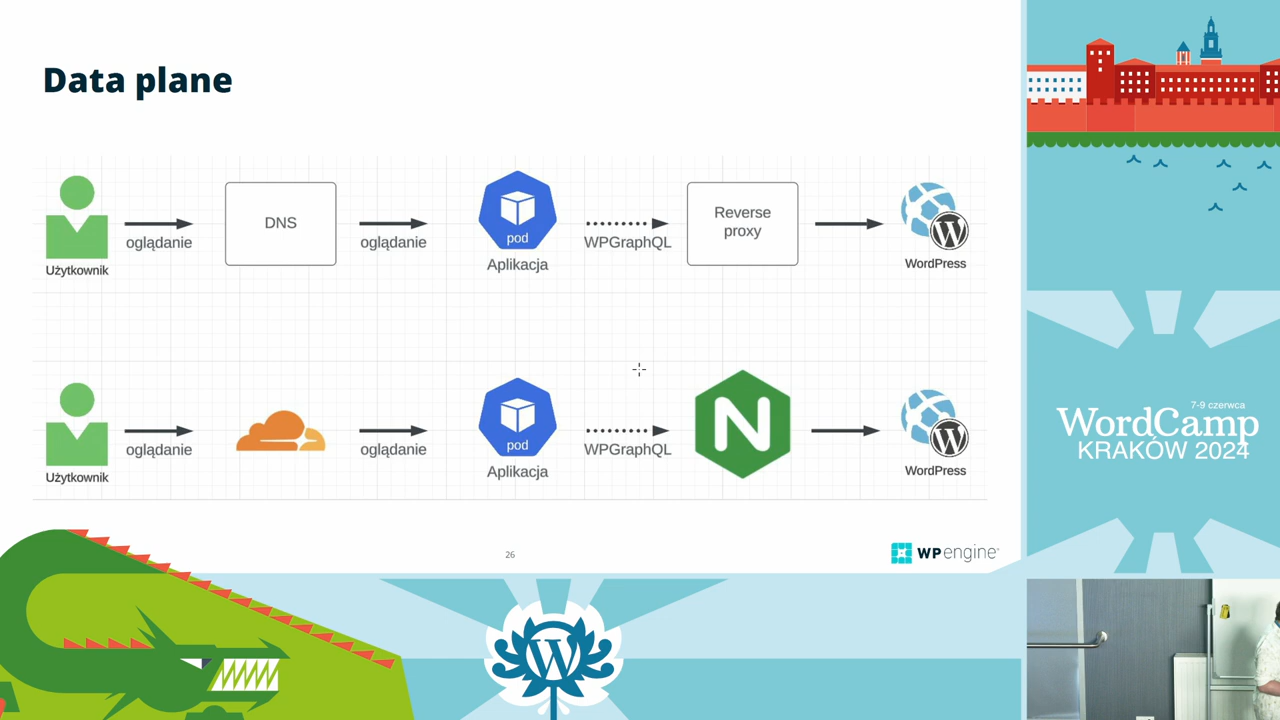 Data plane
Użytkownik
oglądanie
DNS
oglądanie
pod
Aplikacja
WPGraphQL
Reverse
proxy
WordPress
Użytkownik
oglądanie
oglądanie
pod
Aplikacja
WPGraphQL
N
WordPress
26
WP engine
7-9 czerwca
WordCamp
KRAKÓW 2024